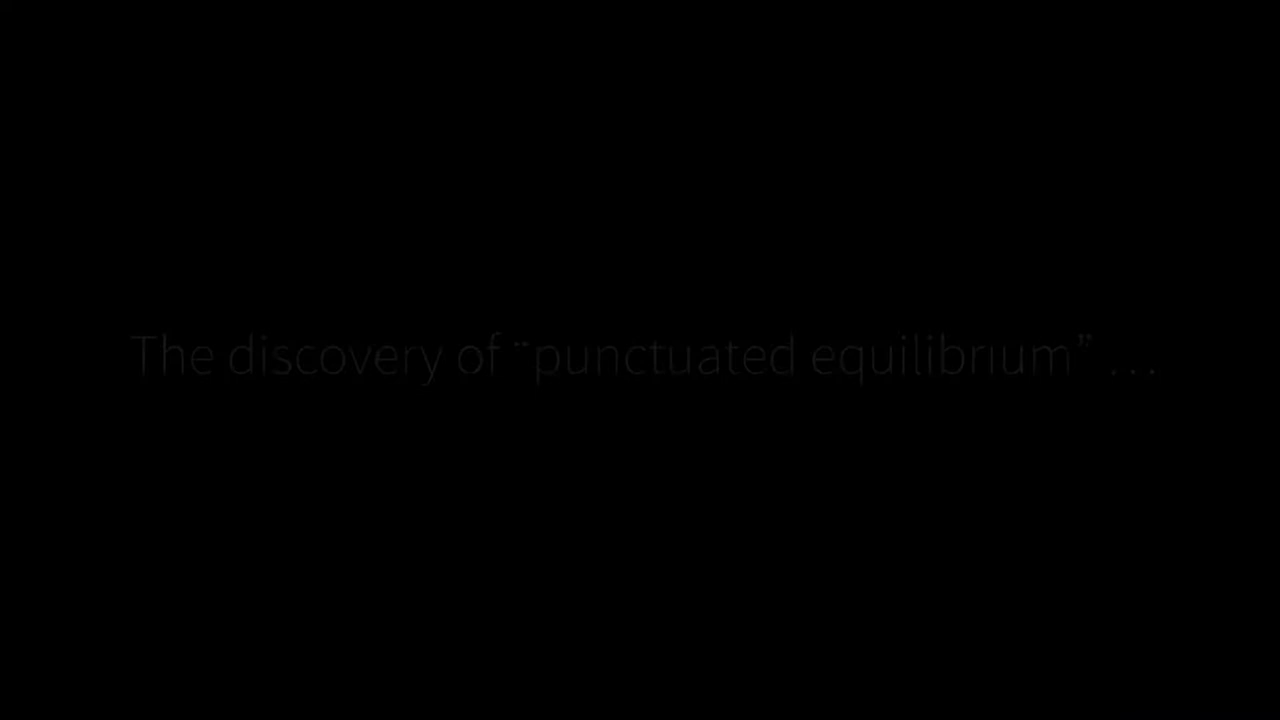 The discovery of “punctuated equilibrium” …